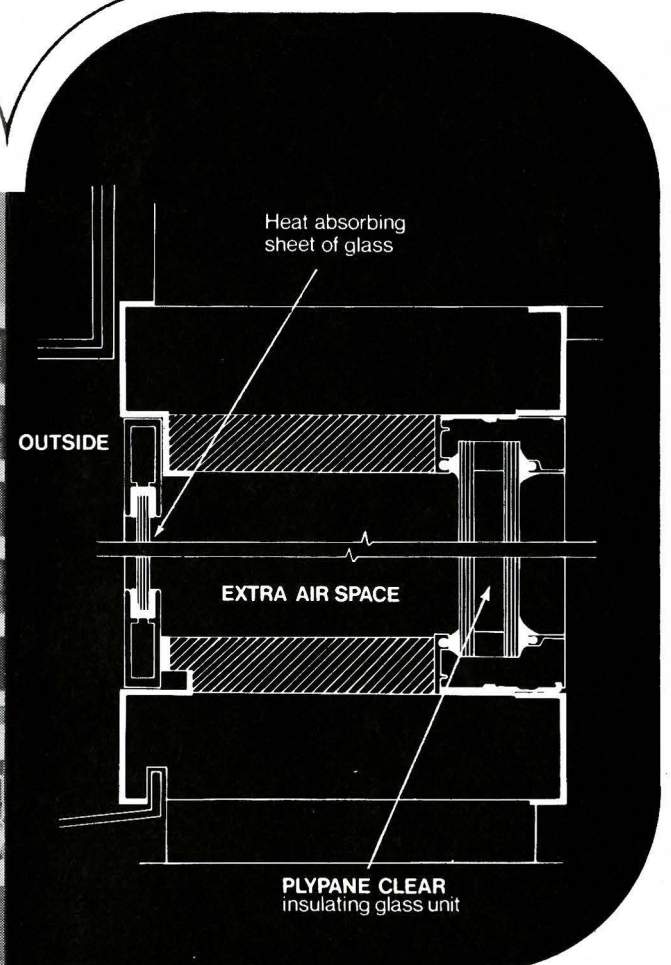 Heat absorbing
sheet of glass
OUTSIDE
EXTRA AIR SPACE
PLYPANE CLEAR
insulating glass unit